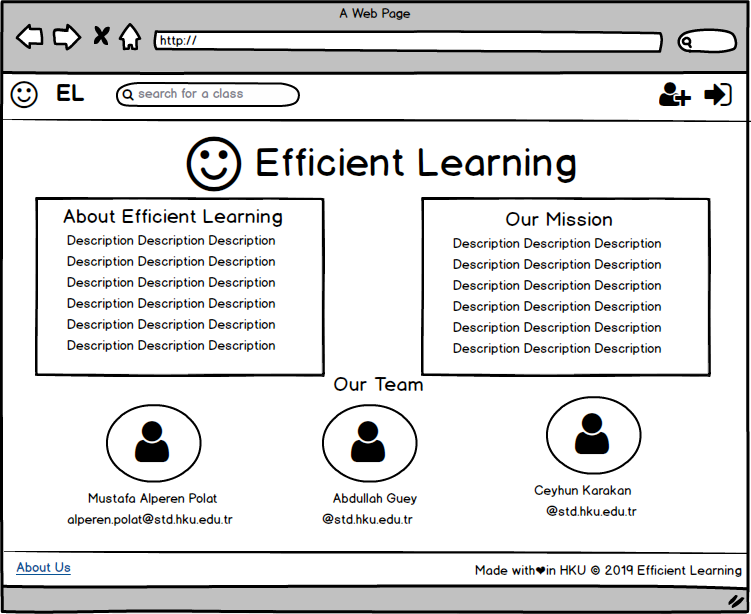 A Web Page
http://
EL
search for a class
Efficient Learning
About Efficient Learning
Description Description Description
Description Description Description
Description Description Description
Description Description Description
Description Description Description
Description Description Description
Our Mission
Description Description Description
Description Description Description
Description Description Description
Description Description Description
Description Description Description
Description Description Description
Our Team
Mustafa Alperen Polat
alperen.polat@std.hku.edu.tr
Abdullah Guey
@std.hku.edu.tr
Ceyhun Karakan
@std.hku.edu.tr
About Us
Made with❤in HKU © 2019 Efficient Learning